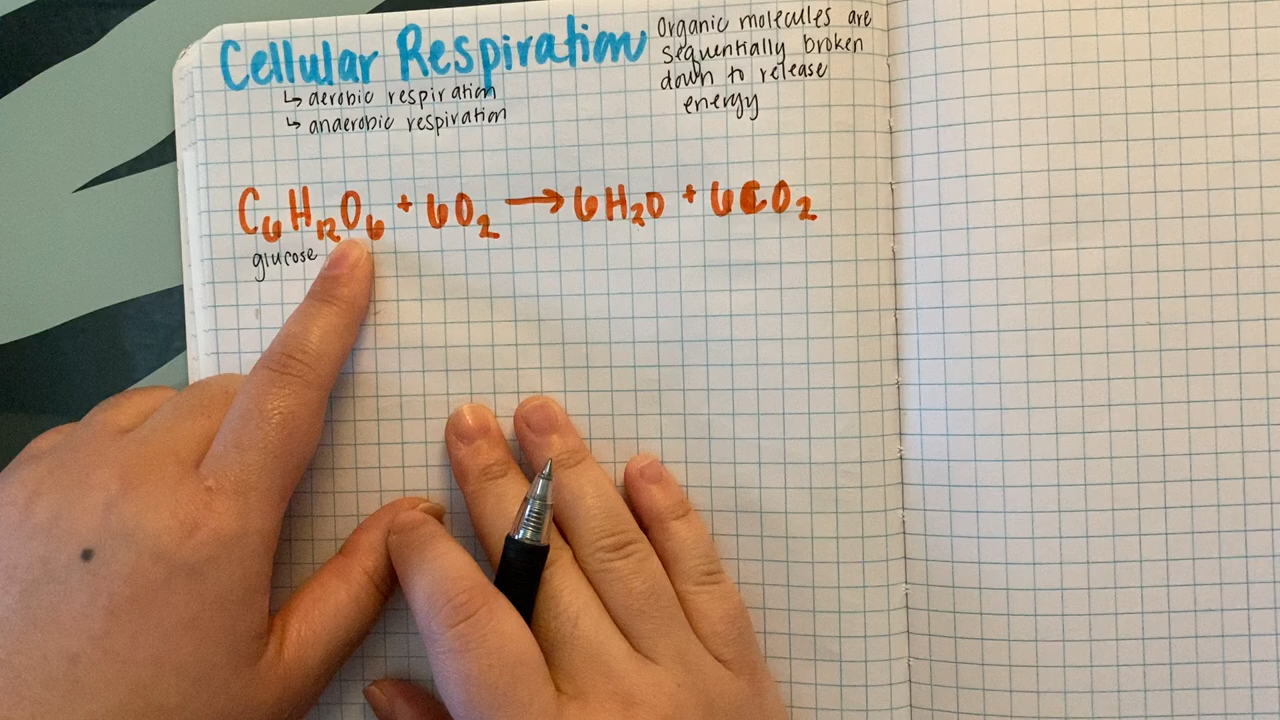 Cellular Respiration
↳ aerobic respiration
↳ anaerobic respiration
Organic molecules are
sequentially broken
down to release
energy
C₆H₁₂O₆ + 6O₂ → 6H₂O + 6CO₂
glucose